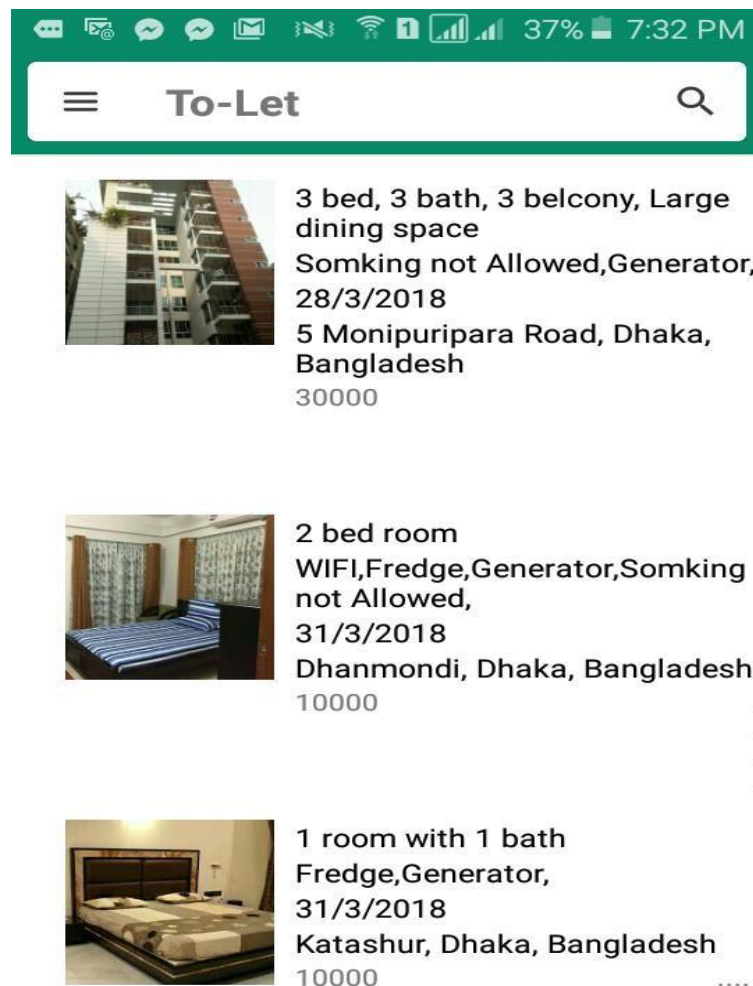 37% 7:32 PM
To-Let
3 bed, 3 bath, 3 belcony, Large
dining space
Somking not Allowed,Generator,
28/3/2018
5 Monipuripara Road, Dhaka,
Bangladesh
30000
2 bed room
WIFI,Fredge,Generator,Somking
not Allowed,
31/3/2018
Dhanmondi, Dhaka, Bangladesh
10000
1 room with 1 bath
Fredge,Generator,
31/3/2018
Katashur, Dhaka, Bangladesh
10000